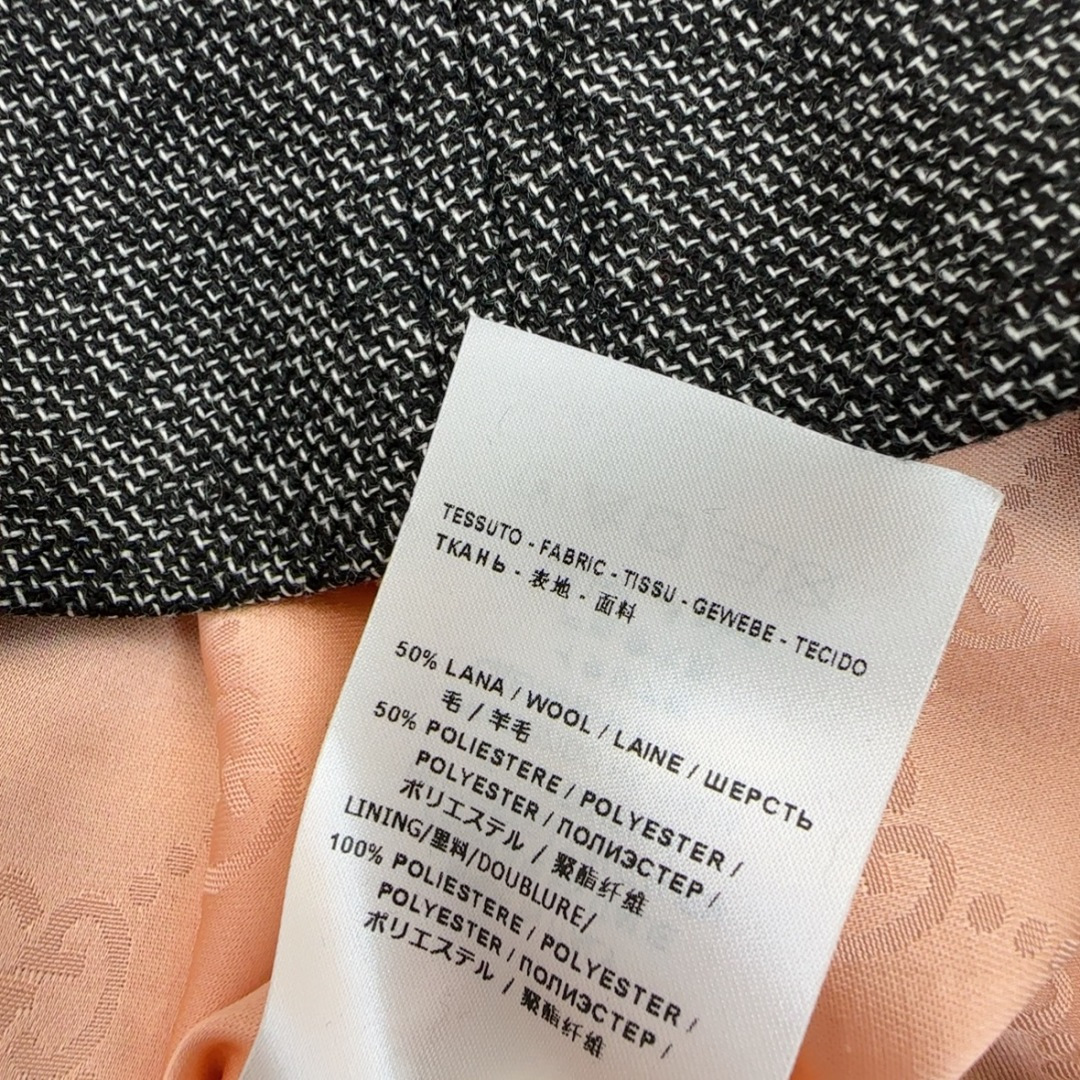 TESSUTO - FABRIC - TISSU - GEWEBE - TECIDO
ТКАНЬ - 表地 - 面料
50% LANA / WOOL / LAINE / ШЕРСТЬ
毛 / 羊毛
50% POLIESTERE / POLYESTER /
POLYESTER / ПОЛИЭСТЕР /
ポリエステル / 聚酯纤维
LINING/里料/DOUBLURE/
100% POLIESTERE / POLYESTER /
POLYESTER / ПОЛИЭСТЕР /
ポリエステル / 聚酯纤维